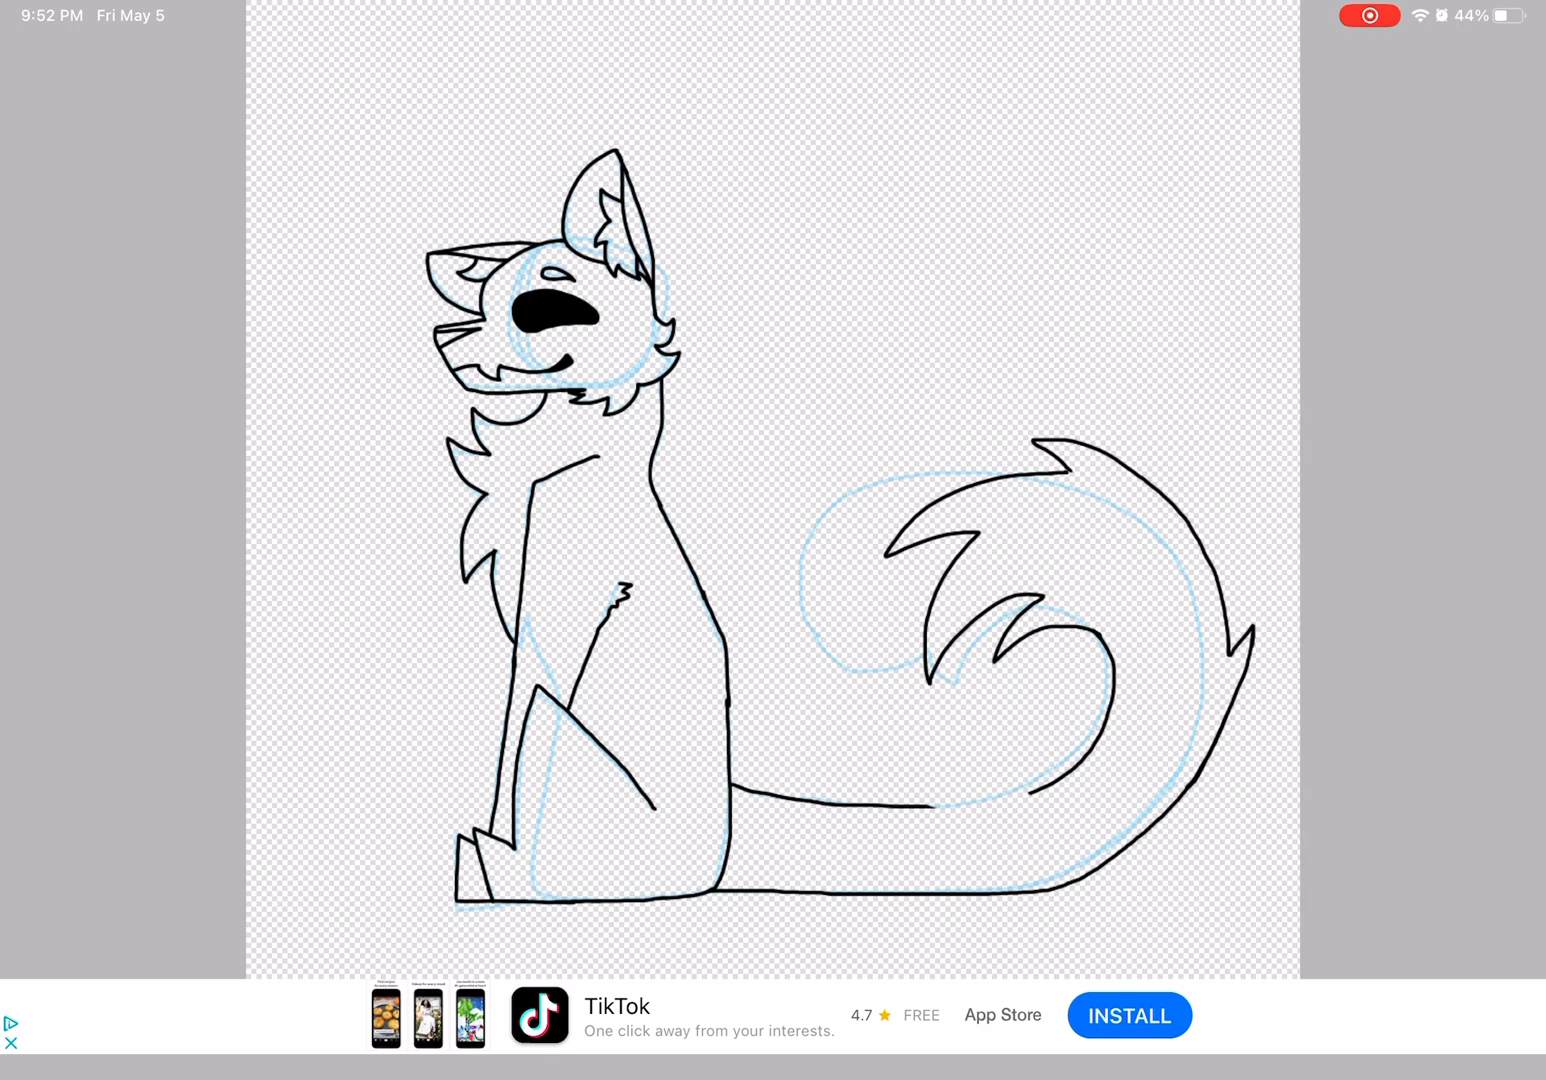 9:52 PM Fri May 5
44%
TikTok
One click away from your interests.
4.7 FREE App Store
INSTALL